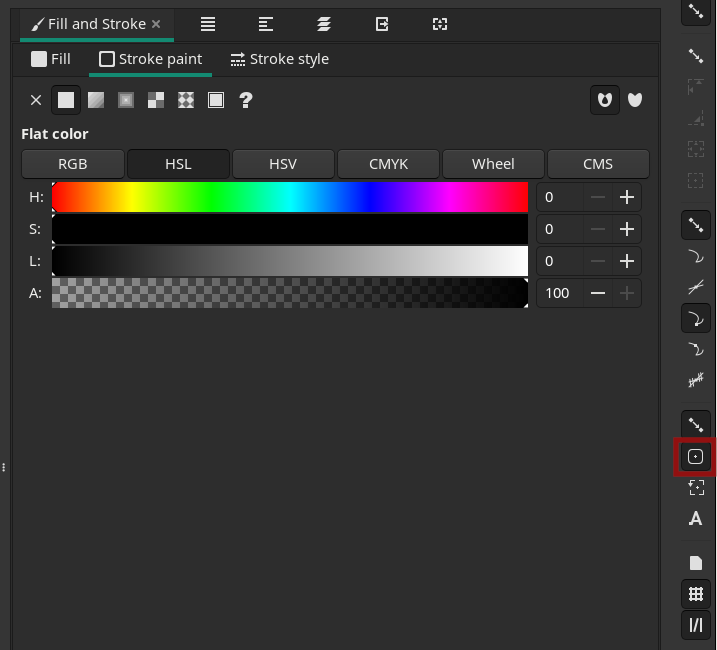 Fill and Stroke
Fill Stroke paint Stroke style
Flat color
RGB HSL HSV CMYK Wheel CMS
H: 0
S: 0
L: 0
A: 100